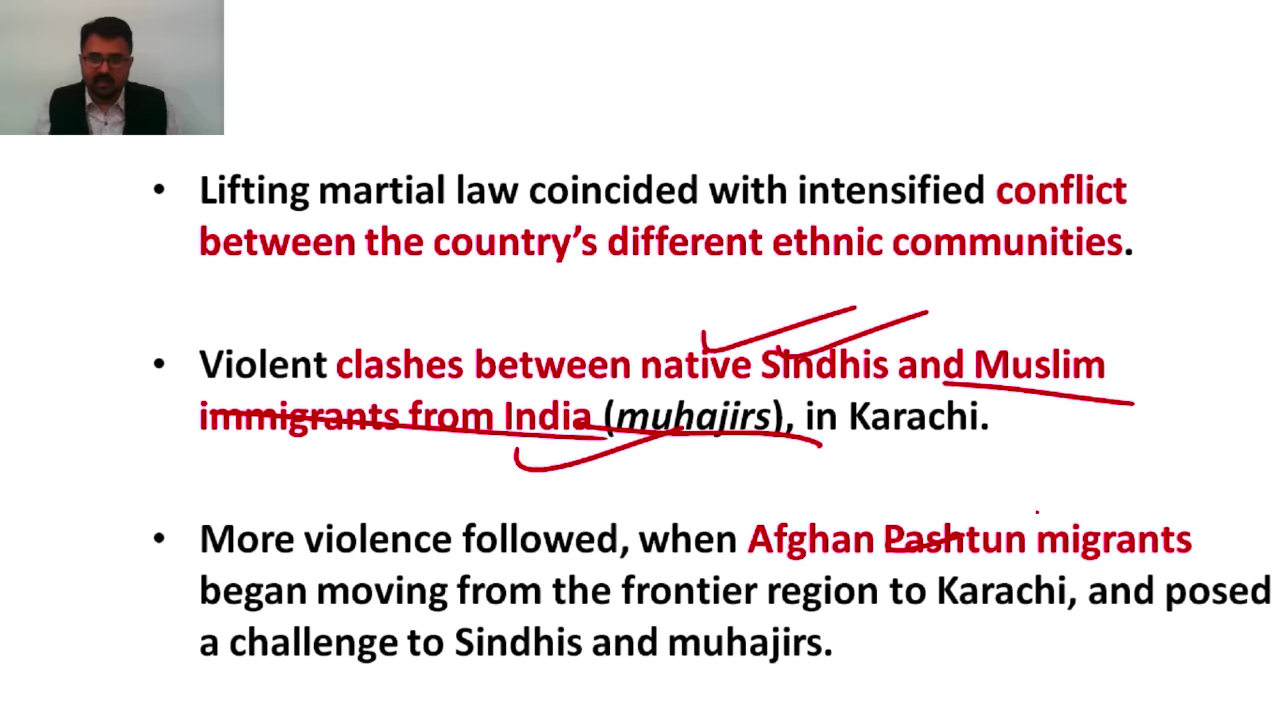 • Lifting martial law coincided with intensified conflict
between the country’s different ethnic communities.
• Violent clashes between native Sindhis and Muslim
immigrants from India (muhajirs), in Karachi.
• More violence followed, when Afghan Pashtun migrants
began moving from the frontier region to Karachi, and posed
a challenge to Sindhis and muhajirs.